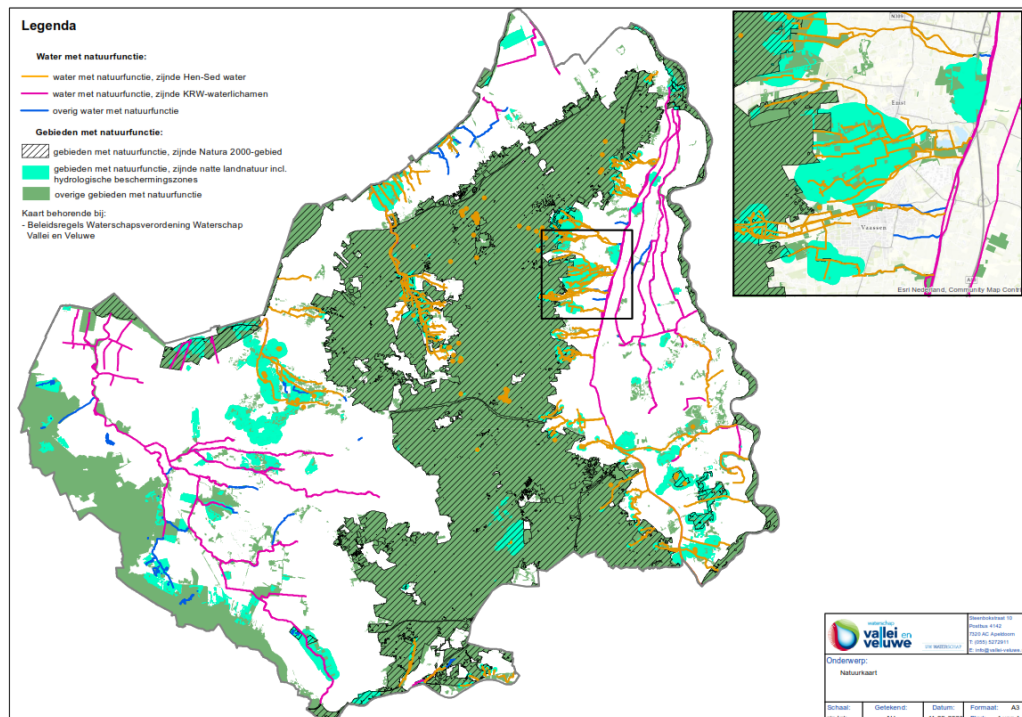 Legenda
Water met natuurfunctie:
water met natuurfunctie, zijnde Hen-Sed water
water met natuurfunctie, zijnde KRW-waterlichamen
overig water met natuurfunctie
Gebieden met natuurfunctie:
gebieden met natuurfunctie, zijnde Natura 2000-gebied
gebieden met natuurfunctie, zijnde natte landnatuur incl.
hydrologische beschermingszones
overige gebieden met natuurfunctie
Kaart behorende bij:
- Beleidsregels Waterschapsverordening Waterschap
Vallei en Veluwe
Emst
Vaassen
Esri Nederland, Community Map Contri
waterschap
vallei en
veluwe
Steenbokstraat 10
Postbus 4142
7320 AC Apeldoorn
T: (055) 5272911
E: info@vallei-veluwe.
Onderwerp:
Natuurkaart
Schaal: Getekend: Datum: Formaat: A3